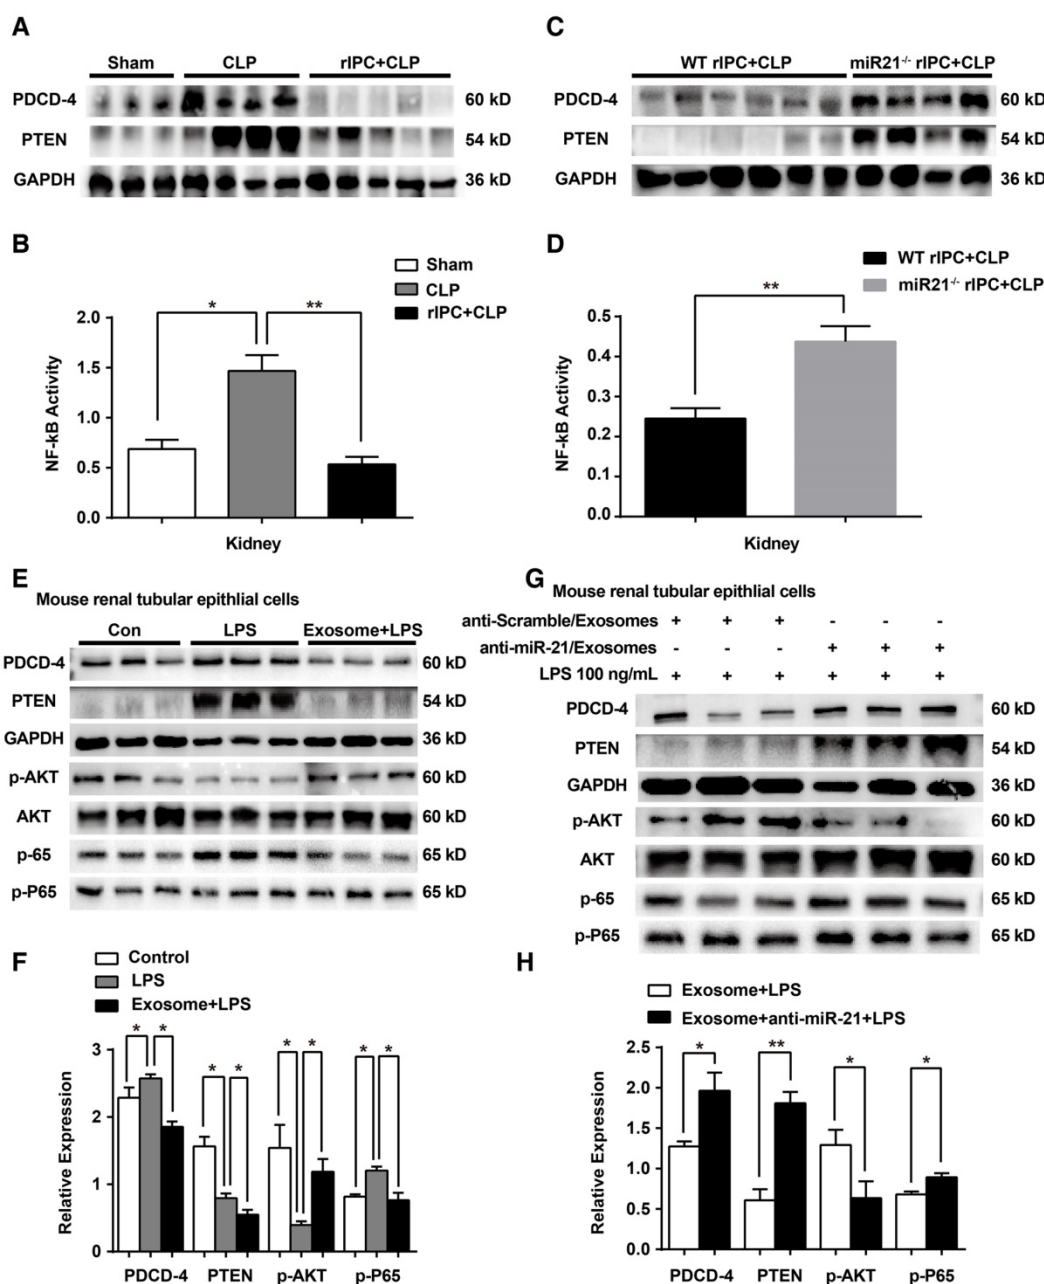 A
Sham CLP rIPC+CLP
PDCD-4 60 kD
PTEN 54 kD
GAPDH 36 kD
C
WT rIPC+CLP miR21-/- rIPC+CLP
PDCD-4 60 kD
PTEN 54 kD
GAPDH 36 kD
B
Sham
CLP
rIPC+CLP
* **
2.0
1.5
1.0
0.5
0.0
NF-kB Activity
Kidney
D
WT rIPC+CLP
miR21-/- rIPC+CLP
**
0.5
0.4
0.3
0.2
0.1
0.0
NF-kB Activity
Kidney
E
Mouse renal tubular epithlial cells
Con LPS Exosome+LPS
PDCD-4 60 kD
PTEN 54 kD
GAPDH 36 kD
p-AKT 60 kD
AKT 60 kD
p-65 65 kD
p-P65 65 kD
G
Mouse renal tubular epithlial cells
anti-Scramble/Exosomes + + + - - -
anti-miR-21/Exosomes - - - + + +
LPS 100 ng/mL + + + + + +
PDCD-4 60 kD
PTEN 54 kD
GAPDH 36 kD
p-AKT 60 kD
AKT 60 kD
p-65 65 kD
p-P65 65 kD
F
Control
LPS
Exosome+LPS
* * * * * * * *
3
2
1
0
Relative Expression
PDCD-4 PTEN p-AKT p-P65
H
Exosome+LPS
Exosome+anti-miR-21+LPS
* ** * *
2.5
2.0
1.5
1.0
0.5
0.0
Relative Expression
PDCD-4 PTEN p-AKT p-P65